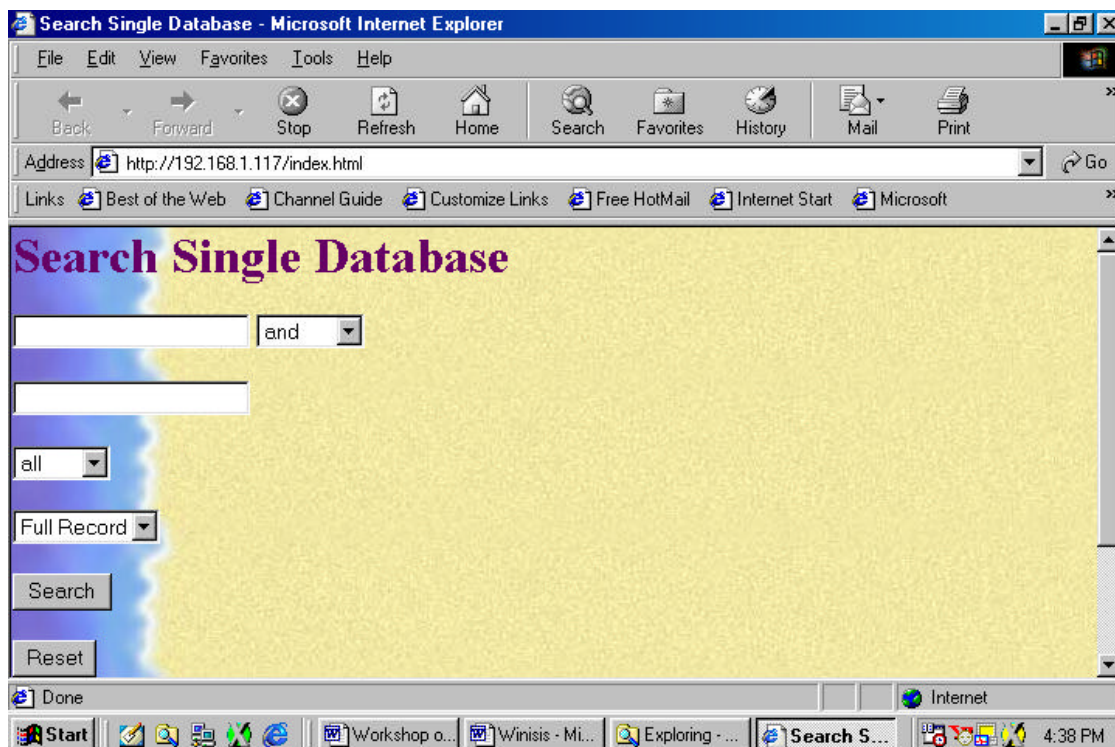 Search Single Database - Microsoft Internet Explorer
File Edit View Favorites Tools Help
Back Forward Stop Refresh Home Search Favorites History Mail Print
Address http://192.168.1.117/index.html Go
Links Best of the Web Channel Guide Customize Links Free HotMail Internet Start Microsoft
Search Single Database
and
all
Full Record
Search
Reset
Done Internet
Start Workshop o... Winisis - Mi... Exploring - ... Search S... 4:38 PM